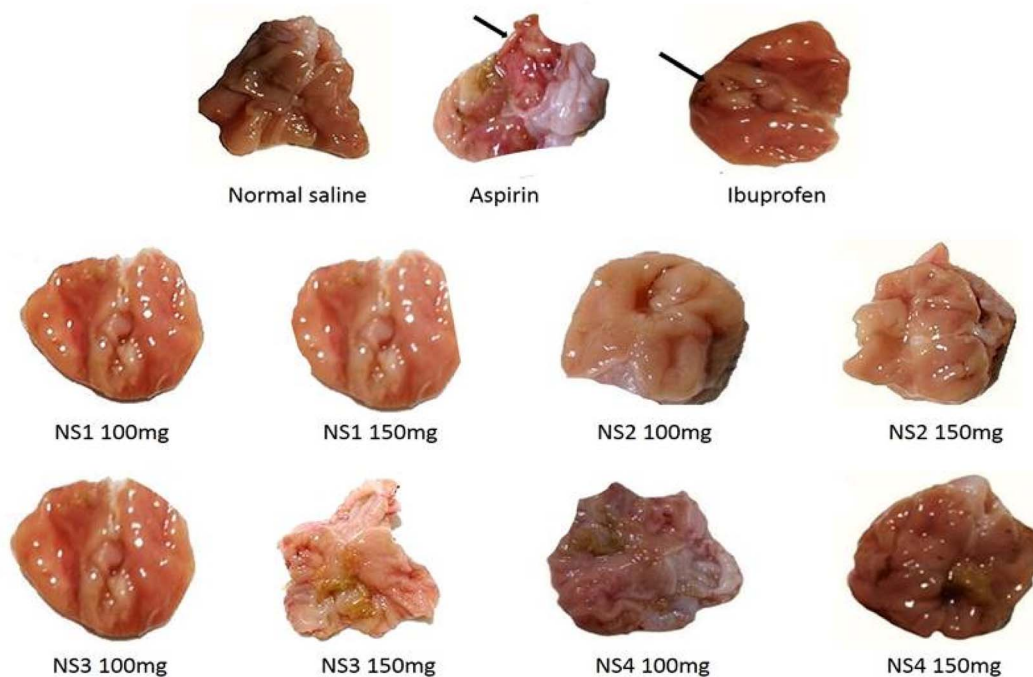 Normal saline
Aspirin
Ibuprofen
NS1 100mg
NS1 150mg
NS2 100mg
NS2 150mg
NS3 100mg
NS3 150mg
NS4 100mg
NS4 150mg